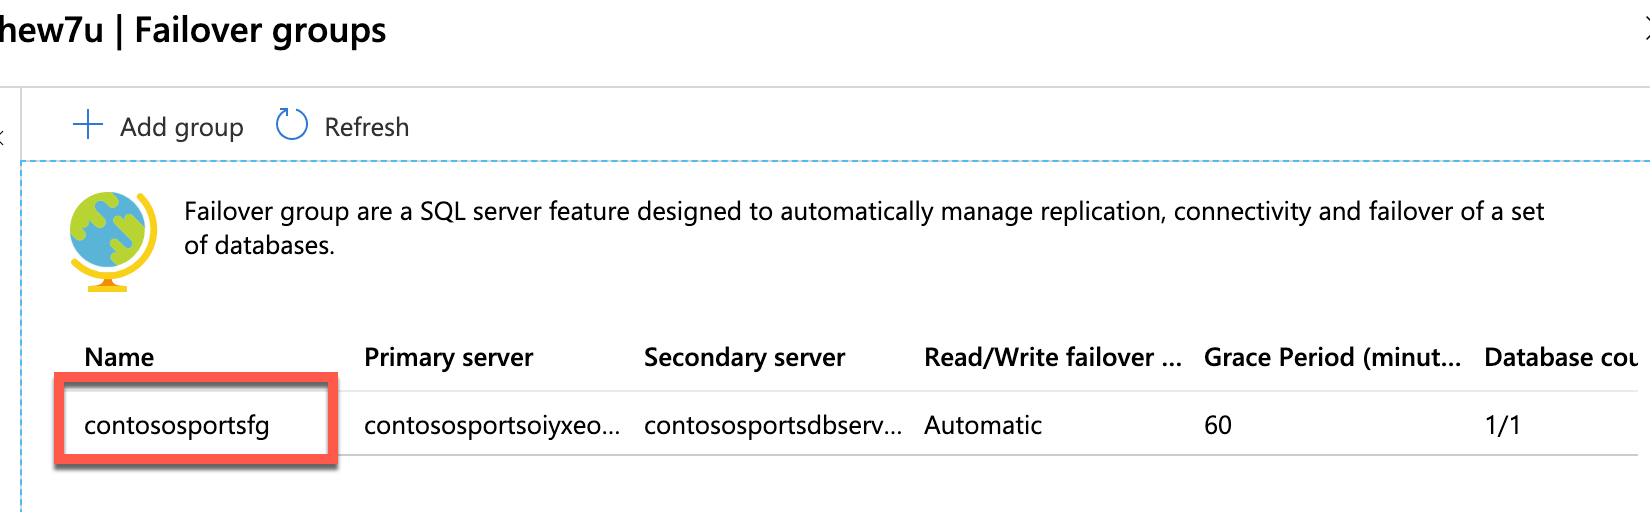 hew7u | Failover groups
Add group Refresh
Failover group are a SQL server feature designed to automatically manage replication, connectivity and failover of a set
of databases.
Name Primary server Secondary server Read/Write failover ... Grace Period (minut... Database cou
contososportsfg contososportsoiyxeo... contososportsdbserv... Automatic 60 1/1